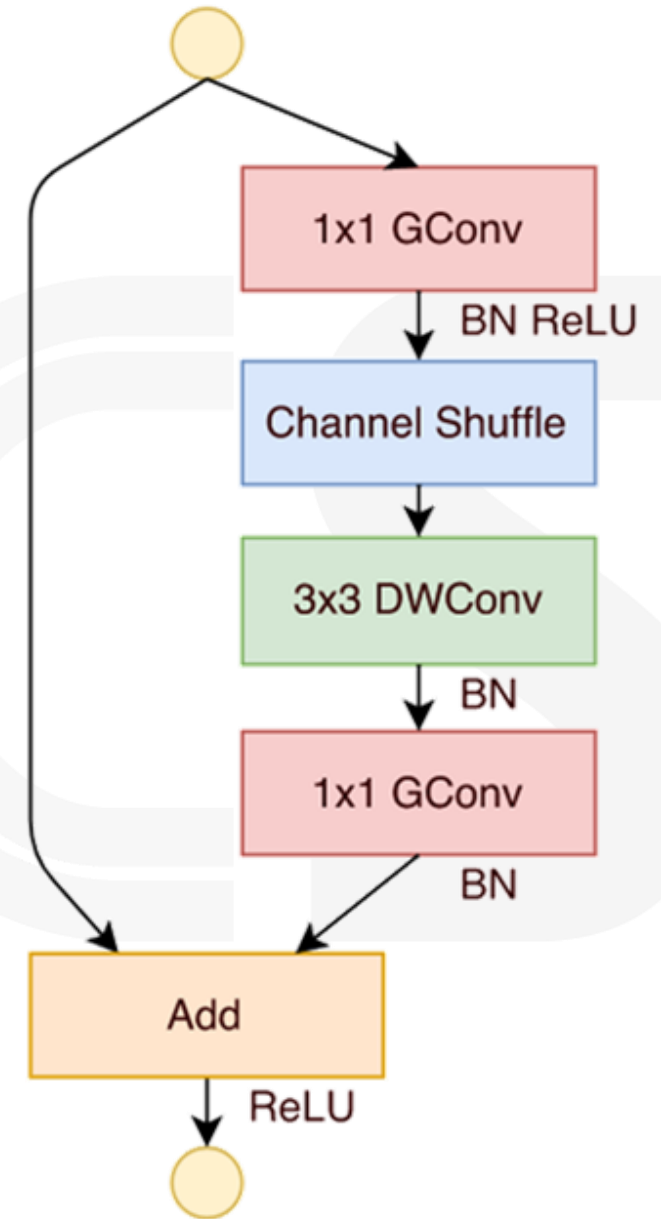 1x1 GConv
BN ReLU
Channel Shuffle
3x3 DWConv
BN
1x1 GConv
BN
Add
ReLU